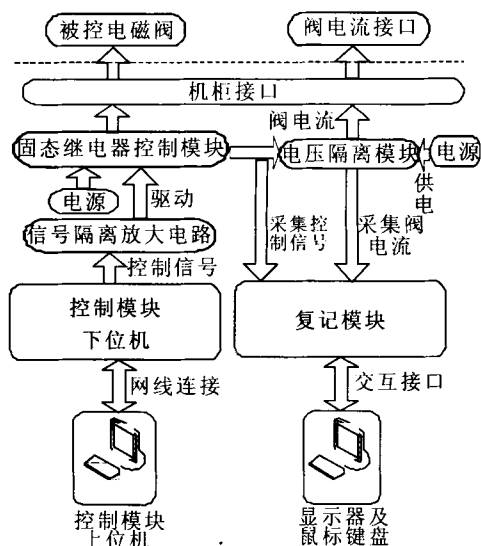 被控电磁阀
阀电流接口
机柜接口
阀电流
固态继电器控制模块
电压隔离模块
电源
供电
电源
驱动
信号隔离放大电路
采集控
制信号
采集阀
电流
控制信号
控制模块
下位机
复记模块
网线连接
交互接口
控制模块
上位机
显示器及
鼠标键盘